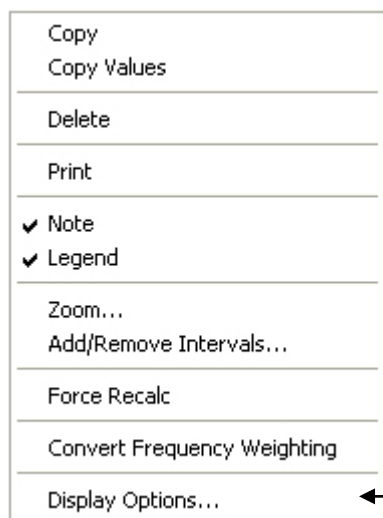 Copy
Copy Values
Delete
Print
Note
Legend
Zoom...
Add/Remove Intervals...
Force Recalc
Convert Frequency Weighting
Display Options...